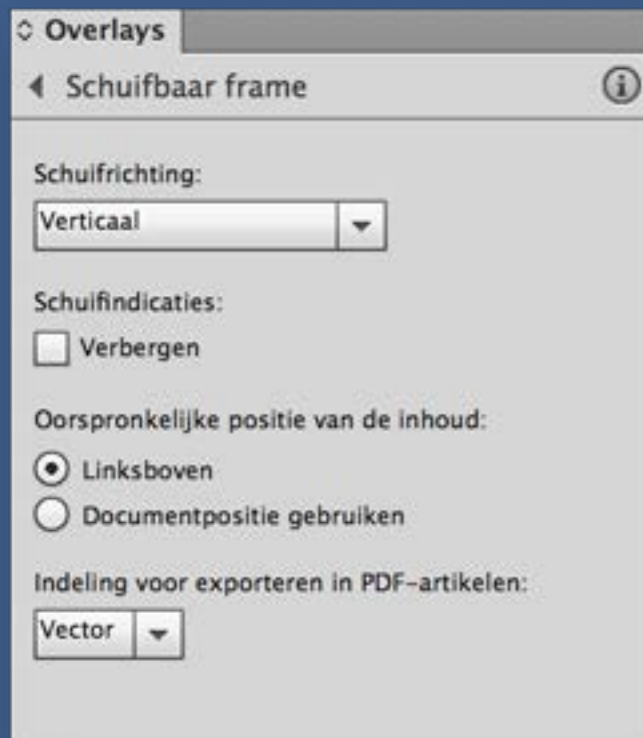 Overlays
Schuifbaar frame
Schuifrichting:
Verticaal
Schuifindicaties:
Verbergen
Oorspronkelijke positie van de inhoud:
Linksboven
Documentpositie gebruiken
Indeling voor exporteren in PDF-artikelen:
Vector